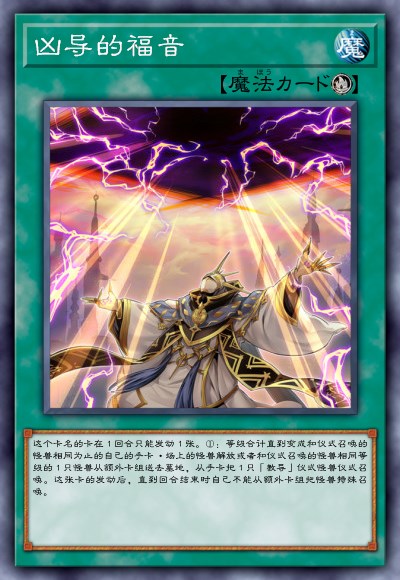 凶导的福音
魔
まほう
【魔法カード】
这个卡名的卡在1回合只能发动1张。①：等级合计直到变成和仪式召唤的
怪兽相同为止的自己的手卡・场上的怪兽解放或者和仪式召唤的怪兽相同等
级的1只怪兽从额外卡组送去墓地，从手卡把1只「教导」仪式怪兽仪式召
唤。这张卡的发动后，直到回合结束时自己不能从额外卡组把怪兽特殊召
唤。